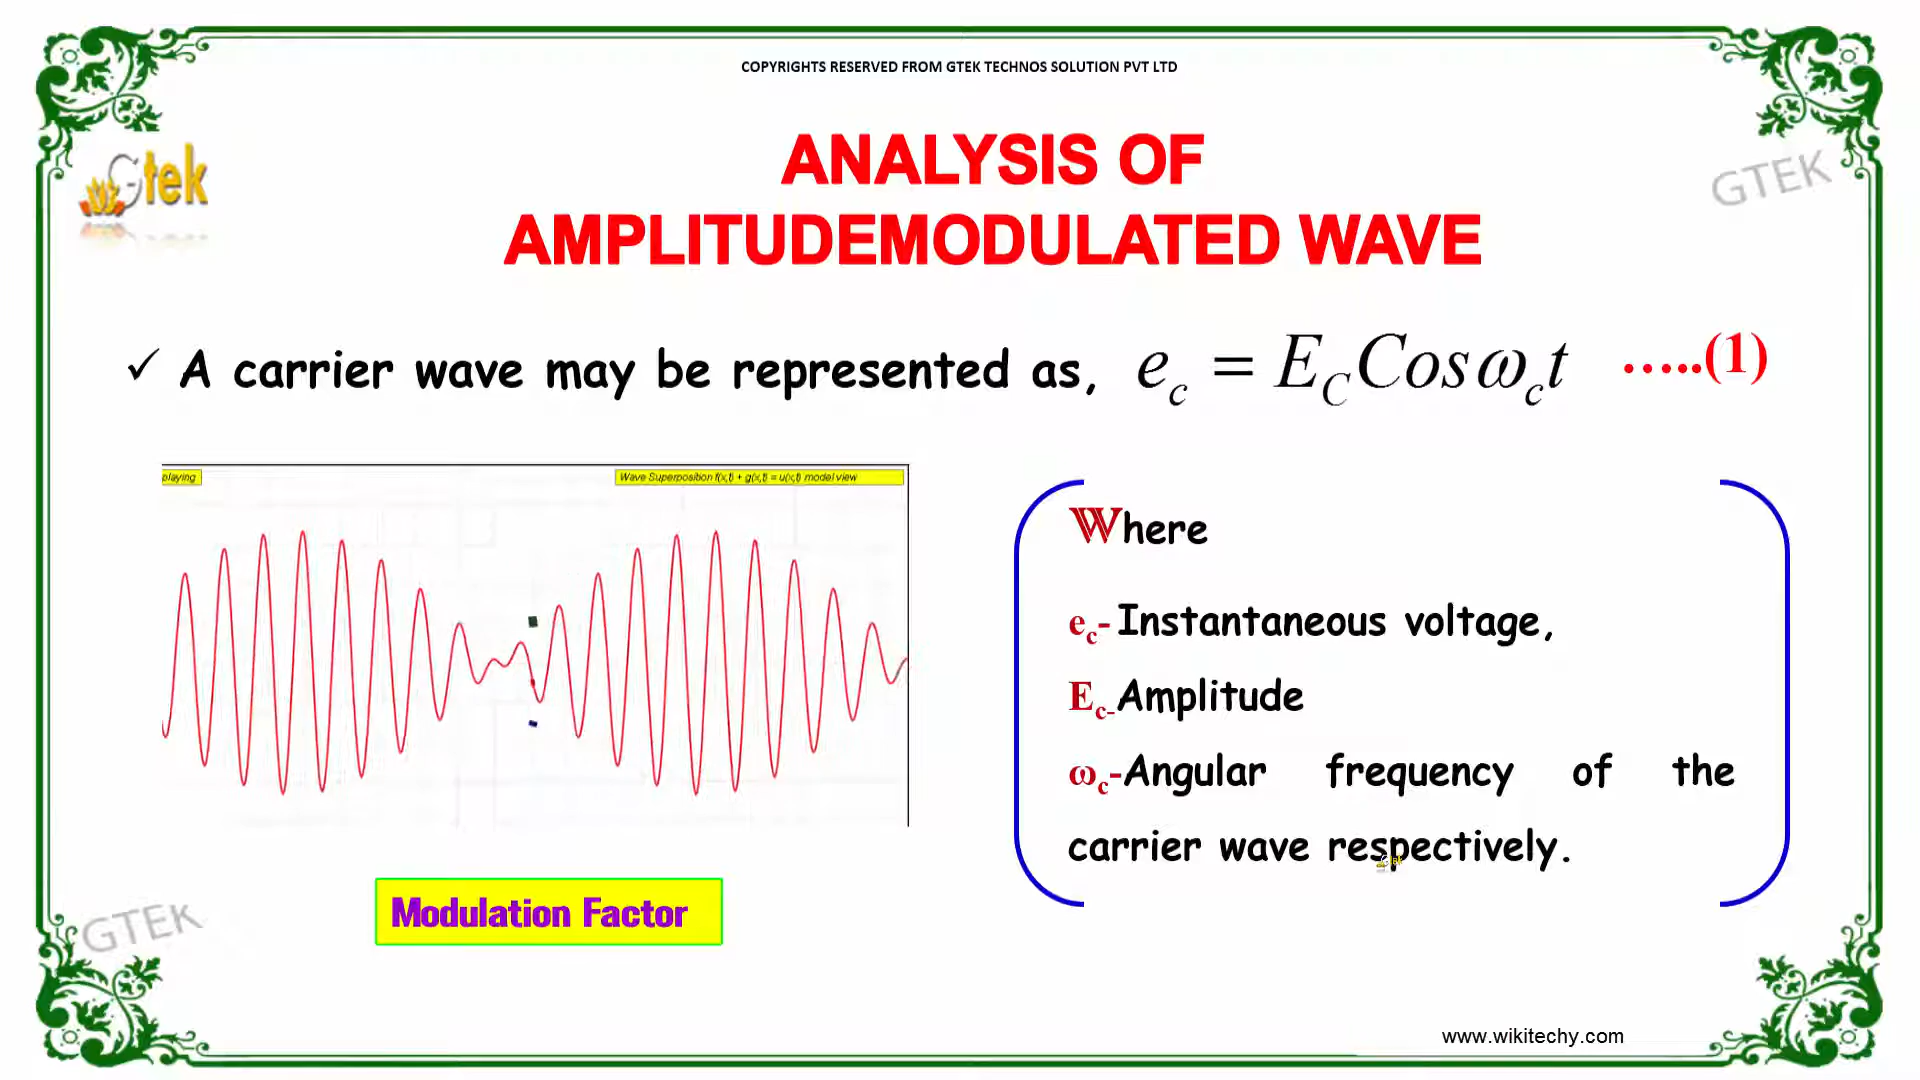 COPYRIGHTS RESERVED FROM GTEK TECHNOS SOLUTION PVT LTD
Gtek
GTEK
ANALYSIS OF
AMPLITUDEMODULATED WAVE
✓ A carrier wave may be represented as, e_c = E_C Cosω_c t …..(1)
playing
Wave Superposition f(x,t) + g(x,t) = u(x,t) model view
Where
e_c- Instantaneous voltage,
E_c- Amplitude
ω_c-Angular frequency of the
carrier wave respectively.
Gtek
Modulation Factor
GTEK
www.wikitechy.com